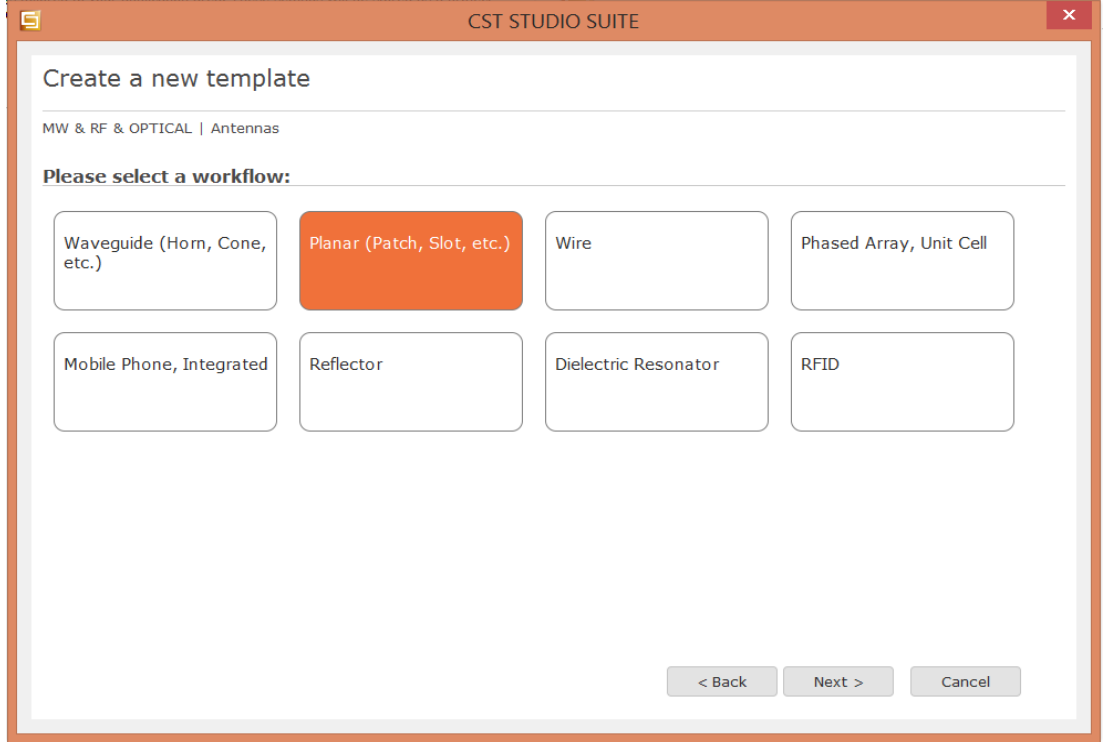 CST STUDIO SUITE
Create a new template
MW & RF & OPTICAL | Antennas
Please select a workflow:
Waveguide (Horn, Cone,
etc.)
Planar (Patch, Slot, etc.)
Wire
Phased Array, Unit Cell
Mobile Phone, Integrated
Reflector
Dielectric Resonator
RFID
< Back
Next >
Cancel